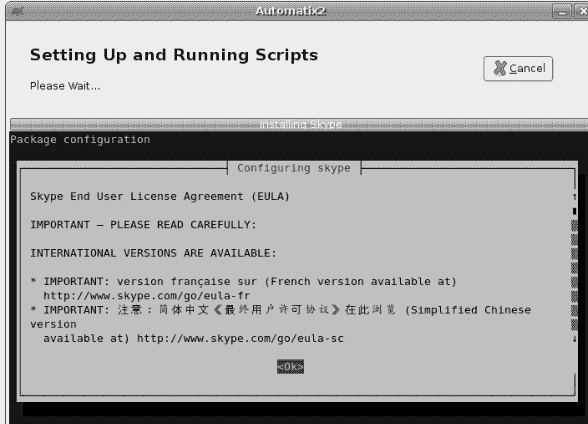 Automatix2
Setting Up and Running Scripts
Cancel
Please Wait...
Installing Skype
Package configuration
Configuring skype
Skype End User License Agreement (EULA)
IMPORTANT – PLEASE READ CAREFULLY:
INTERNATIONAL VERSIONS ARE AVAILABLE:
* IMPORTANT: version française sur (French version available at)
http://www.skype.com/go/eula-fr
* IMPORTANT: 注意：简体中文《最终用户许可协议》在此浏览 (Simplified Chinese
version
available at) http://www.skype.com/go/eula-sc
<Ok>